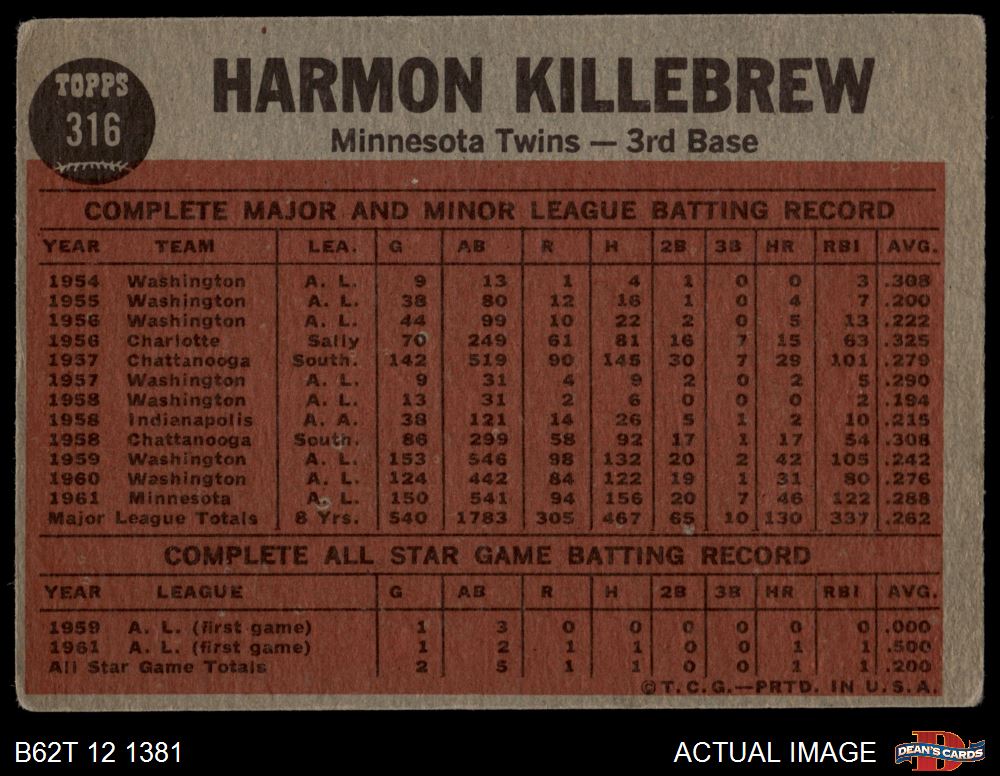 TOPPS
316
HARMON KILLEBREW
Minnesota Twins — 3rd Base
COMPLETE MAJOR AND MINOR LEAGUE BATTING RECORD
YEAR TEAM LEA. G AB R H 2B 3B HR RBI AVG.
1954 Washington A. L. 9 13 1 4 1 0 0 3 .308
1955 Washington A. L. 38 80 12 16 1 0 4 7 .200
1956 Washington A. L. 44 99 10 22 2 0 5 13 .222
1956 Charlotte Sally 70 249 61 81 16 7 15 63 .325
1957 Chattanooga South. 142 519 90 145 30 7 29 101 .279
1957 Washington A. L. 9 31 4 9 2 0 2 5 .290
1958 Washington A. L. 13 31 2 6 0 0 0 2 .194
1958 Indianapolis A. A. 38 121 14 26 5 1 2 10 .215
1958 Chattanooga South. 86 299 58 92 17 1 17 54 .308
1959 Washington A. L. 153 546 98 132 20 2 42 105 .242
1960 Washington A. L. 124 442 84 122 19 1 31 80 .276
1961 Minnesota A. L. 150 541 94 156 20 7 46 122 .288
Major League Totals 8 Yrs. 540 1783 305 467 65 10 130 337 .262
COMPLETE ALL STAR GAME BATTING RECORD
YEAR LEAGUE G AB R H 2B 3B HR RBI AVG.
1959 A. L. (first game) 1 3 0 0 0 0 0 0 .000
1961 A. L. (first game) 1 2 1 1 0 0 1 1 .500
All Star Game Totals 2 5 1 1 0 0 1 1 .200
© T.C.G.—PRTD. IN U.S.A.
B62T 12 1381
ACTUAL IMAGE
D
DEAN'S CARDS